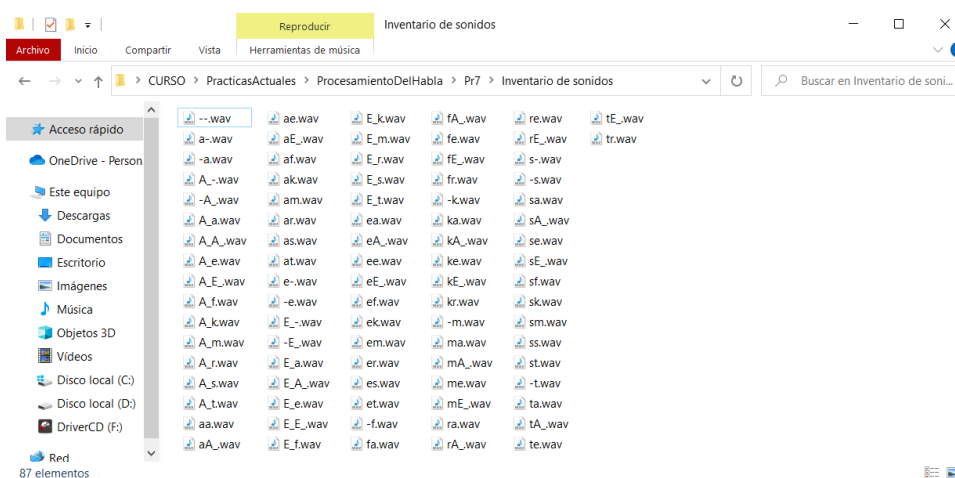 Reproducir
Inventario de sonidos
Archivo
Inicio
Compartir
Vista
Herramientas de música
CURSO > PracticasActuales > ProcesamientoDelHabla > Pr7 > Inventario de sonidos
Buscar en Inventario de soni...
Acceso rápido
OneDrive - Person
Este equipo
Descargas
Documentos
Escritorio
Imágenes
Música
Objetos 3D
Vídeos
Disco local (C:)
Disco local (D:)
DriverCD (F:)
Red
--.wav
a-.wav
-a.wav
A_-.wav
-A_.wav
A_a.wav
A_A_.wav
A_e.wav
A_E_.wav
A_f.wav
A_k.wav
A_m.wav
A_r.wav
A_s.wav
A_t.wav
aa.wav
aA_.wav
ae.wav
aE_.wav
af.wav
ak.wav
am.wav
ar.wav
as.wav
at.wav
e-.wav
-e.wav
E_-.wav
-E_.wav
E_a.wav
E_A_.wav
E_e.wav
E_E_.wav
E_f.wav
E_k.wav
E_m.wav
E_r.wav
E_s.wav
E_t.wav
ea.wav
eA_.wav
ee.wav
eE_.wav
ef.wav
ek.wav
em.wav
er.wav
es.wav
et.wav
-f.wav
fa.wav
fA_.wav
fe.wav
fE_.wav
fr.wav
-k.wav
ka.wav
kA_.wav
ke.wav
kE_.wav
kr.wav
-m.wav
ma.wav
mA_.wav
me.wav
mE_.wav
ra.wav
rA_.wav
re.wav
rE_.wav
s-.wav
-s.wav
sa.wav
sA_.wav
se.wav
sE_.wav
sf.wav
sk.wav
sm.wav
ss.wav
st.wav
-t.wav
ta.wav
tA_.wav
te.wav
tE_.wav
tr.wav
87 elementos